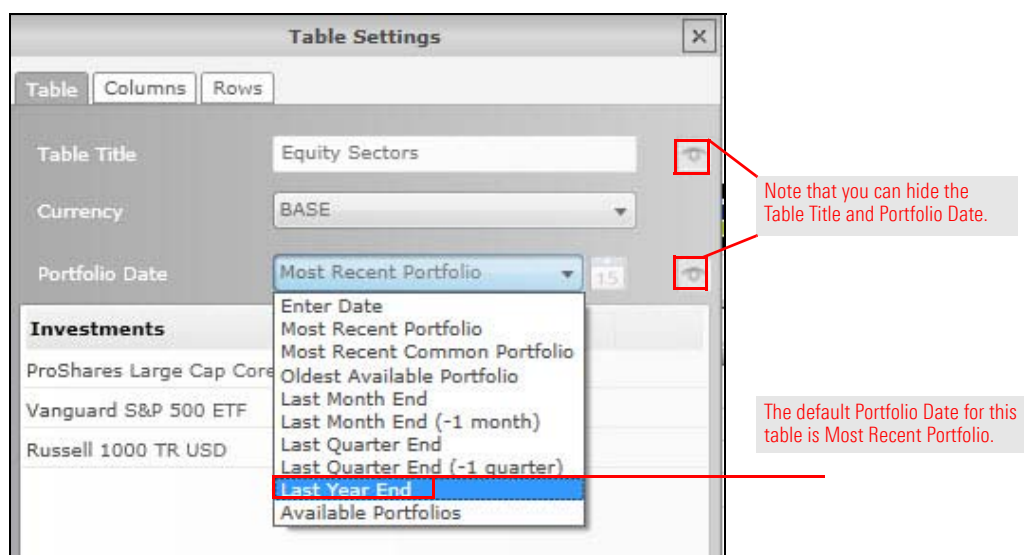 Table Settings
Table Columns Rows
Table Title Equity Sectors
Currency BASE
Portfolio Date Most Recent Portfolio 15
Enter Date
Most Recent Portfolio
Most Recent Common Portfolio
Oldest Available Portfolio
Last Month End
Last Month End (-1 month)
Last Quarter End
Last Quarter End (-1 quarter)
Last Year End
Available Portfolios
Investments
ProShares Large Cap Core
Vanguard S&P 500 ETF
Russell 1000 TR USD
Note that you can hide the
Table Title and Portfolio Date.
The default Portfolio Date for this
table is Most Recent Portfolio.